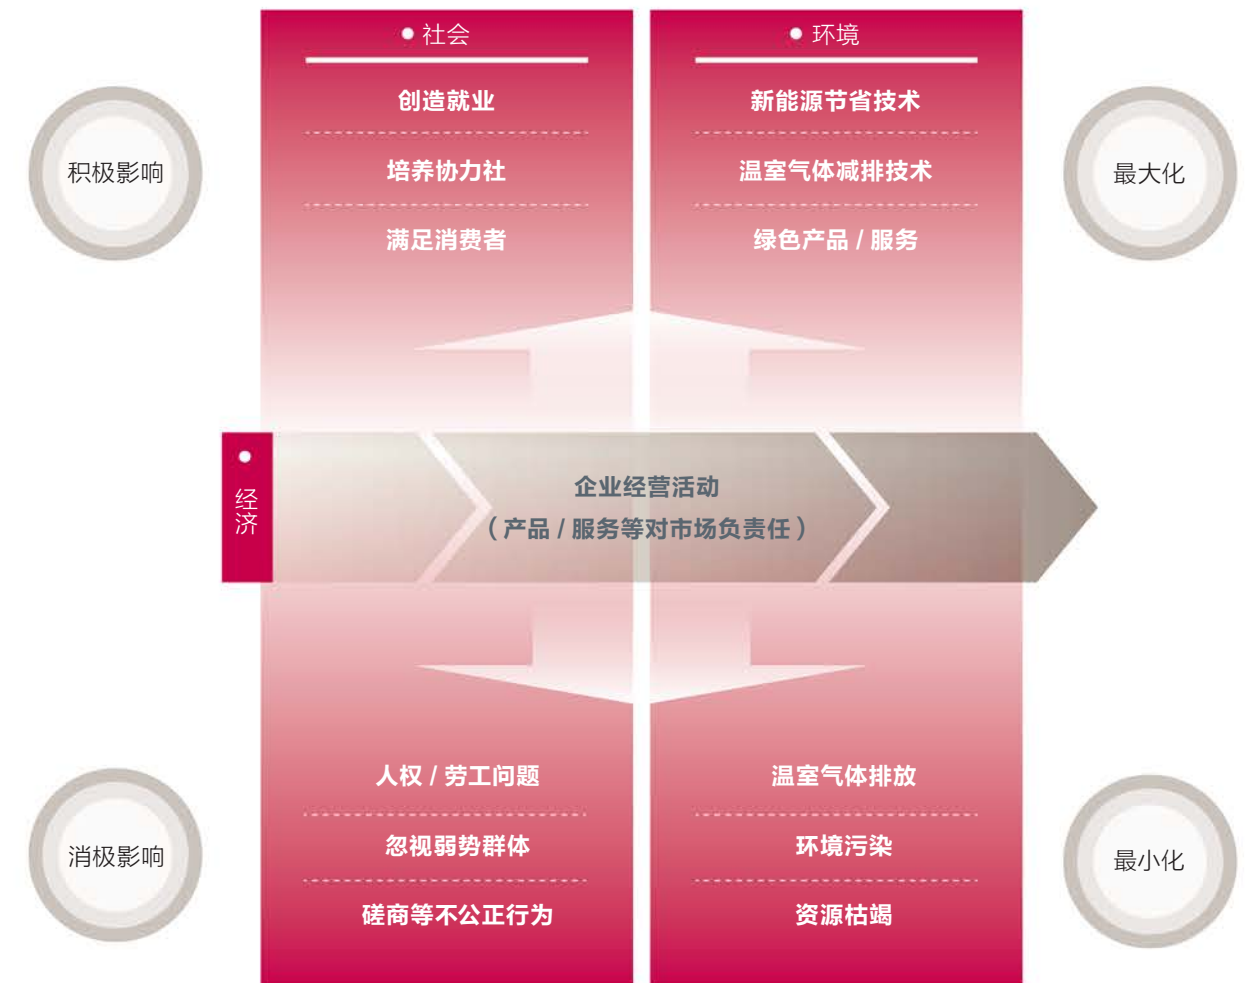 社会
环境
创造就业
新能源节省技术
积极影响
培养协力社
温室气体减排技术
最大化
满足消费者
绿色产品 / 服务
经济
企业经营活动
（产品 / 服务等对市场负责任）
人权 / 劳工问题
温室气体排放
消极影响
忽视弱势群体
环境污染
最小化
磋商等不公正行为
资源枯竭